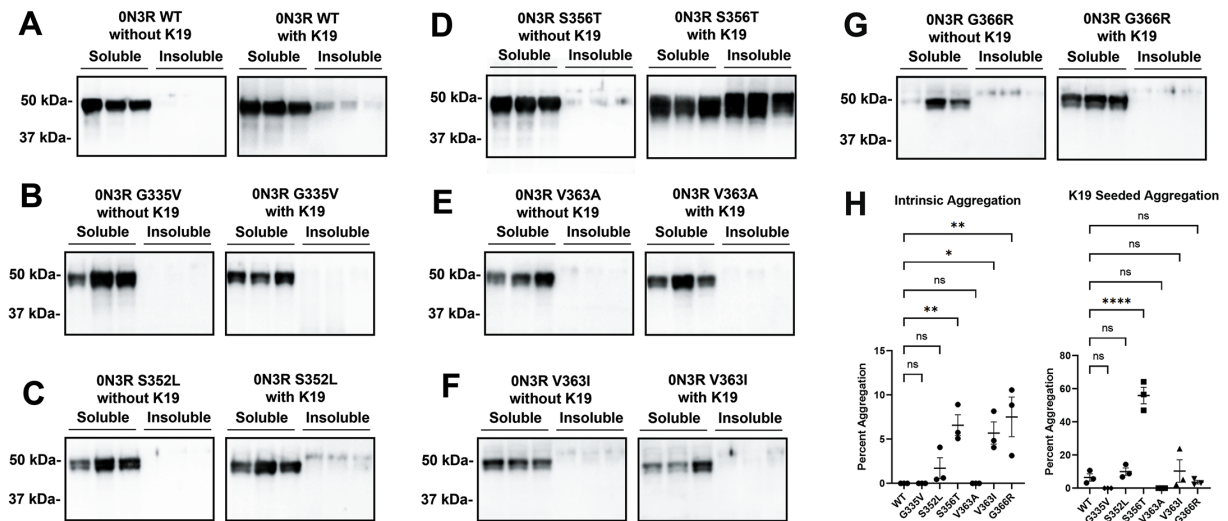 A
0N3R WT
without K19
Soluble Insoluble
0N3R WT
with K19
Soluble Insoluble
50 kDa-
37 kDa-
B
0N3R G335V
without K19
Soluble Insoluble
0N3R G335V
with K19
Soluble Insoluble
50 kDa-
37 kDa-
C
0N3R S352L
without K19
Soluble Insoluble
0N3R S352L
with K19
Soluble Insoluble
50 kDa-
37 kDa-
D
0N3R S356T
without K19
Soluble Insoluble
0N3R S356T
with K19
Soluble Insoluble
50 kDa-
37 kDa-
E
0N3R V363A
without K19
Soluble Insoluble
0N3R V363A
with K19
Soluble Insoluble
50 kDa-
37 kDa-
F
0N3R V363I
without K19
Soluble Insoluble
0N3R V363I
with K19
Soluble Insoluble
50 kDa-
37 kDa-
G
0N3R G366R
without K19
Soluble Insoluble
0N3R G366R
with K19
Soluble Insoluble
50 kDa-
37 kDa-
H
Intrinsic Aggregation
**
*
ns
**
ns
ns
Percent Aggregation
15
10
5
0
WT
G335V
S352L
S356T
V363A
V363I
G366R
K19 Seeded Aggregation
ns
ns
ns
****
ns
ns
Percent Aggregation
80
60
40
20
0
WT
G335V
S352L
S356T
V363A
V363I
G366R